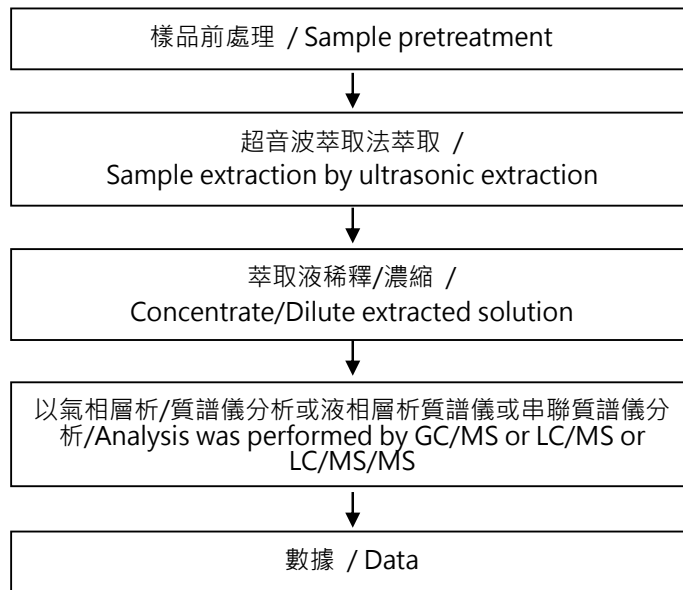 樣品前處理 / Sample pretreatment
超音波萃取法萃取 /
Sample extraction by ultrasonic extraction
萃取液稀釋/濃縮 /
Concentrate/Dilute extracted solution
以氣相層析/質譜儀分析或液相層析質譜儀或串聯質譜儀分
析/Analysis was performed by GC/MS or LC/MS or
LC/MS/MS
數據 / Data